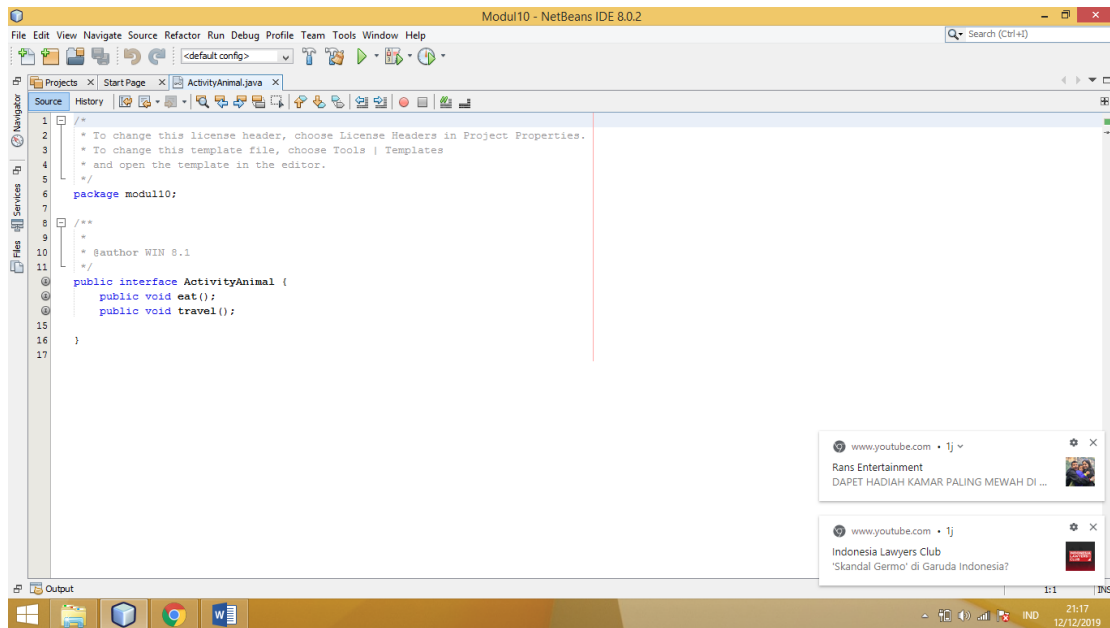 Modul10 - NetBeans IDE 8.0.2
File Edit View Navigate Source Refactor Run Debug Profile Team Tools Window Help
Search (Ctrl+I)
<default config>
Projects Start Page ActivityAnimal.java
Source History
Navigator
Services
Files
1 /*
2 * To change this license header, choose License Headers in Project Properties.
3 * To change this template file, choose Tools | Templates
4 * and open the template in the editor.
5 */
6 package modul10;
7
8 /**
9 *
10 * @author WIN 8.1
11 */
public interface ActivityAnimal {
public void eat();
public void travel();
15
16 }
17
www.youtube.com • 1j
Rans Entertainment
DAPET HADIAH KAMAR PALING MEWAH DI ...
www.youtube.com • 1j
Indonesia Lawyers Club
'Skandal Germo' di Garuda Indonesia?
Output
1:1 INS
IND
21:17
12/12/2019